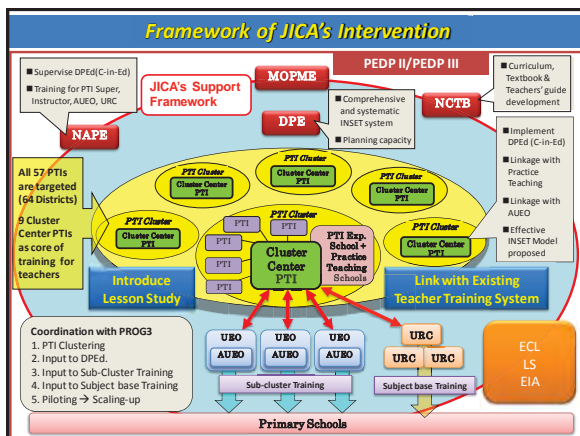 Framework of JICA's Intervention
PEDP II/PEDP III
■ Supervise DPEd(C-in-Ed)
■ Training for PTI Super,
Instructor, AUEO, URC
NAPE
JICA's Support
Framework
MOPME
DPE
■ Comprehensive
and systematic
INSET system
■ Planning capacity
NCTB
■ Curriculum,
Textbook &
Teachers' guide
development
■ Implement
DPEd (C-in-Ed)
■ Linkage with
Practice
Teaching
■ Linkage with
AUEO
■ Effective
INSET Model
proposed
All 57 PTIs
are targeted
(64 Districts)
9 Cluster
Center PTIs
as core of
training for
teachers
PTI Cluster
Cluster Center
PTI
PTI Cluster
Cluster Center
PTI
PTI Cluster
Cluster Center
PTI
PTI Cluster
Cluster Center
PTI
PTI Cluster
Cluster Center
PTI
PTI Cluster
PTI
PTI
PTI
PTI
PTI
Cluster
Center
PTI
PTI Exp.
School +
Practice
Teaching
Schools
PTI Cluster
Cluster Center
PTI
Introduce
Lesson Study
Link with Existing
Teacher Training System
Coordination with PROG3
1. PTI Clustering
2. Input to DPEd.
3. Input to Sub-Cluster Training
4. Input to Subject base Training
5. Piloting → Scaling-up
UEO
AUEO
UEO
AUEO
UEO
AUEO
Sub-cluster Training
URC
URC
URC
Subject base Training
ECL
LS
EIA
Primary Schools